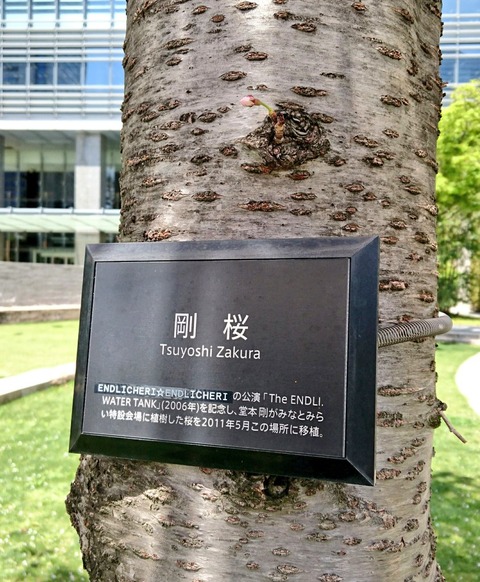 剛 桜
Tsuyoshi Zakura
ENDLICHERI☆ENDLICHERI の公演「The ENDLI.
WATER TANK」(2006年)を記念し、堂本剛がみなとみら
い特設会場に植樹した桜を2011年5月この場所に移植。